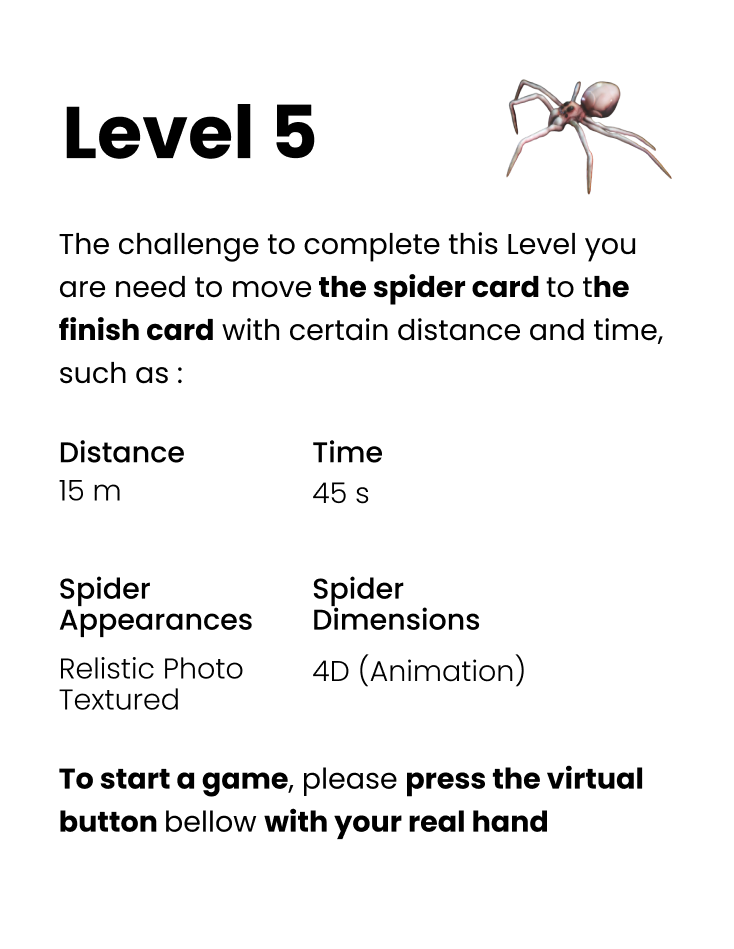 Level 5
The challenge to complete this Level you
are need to move the spider card to the
finish card with certain distance and time,
such as :
Distance
15 m
Time
45 s
Spider
Appearances
Relistic Photo
Textured
Spider
Dimensions
4D (Animation)
To start a game, please press the virtual
button bellow with your real hand